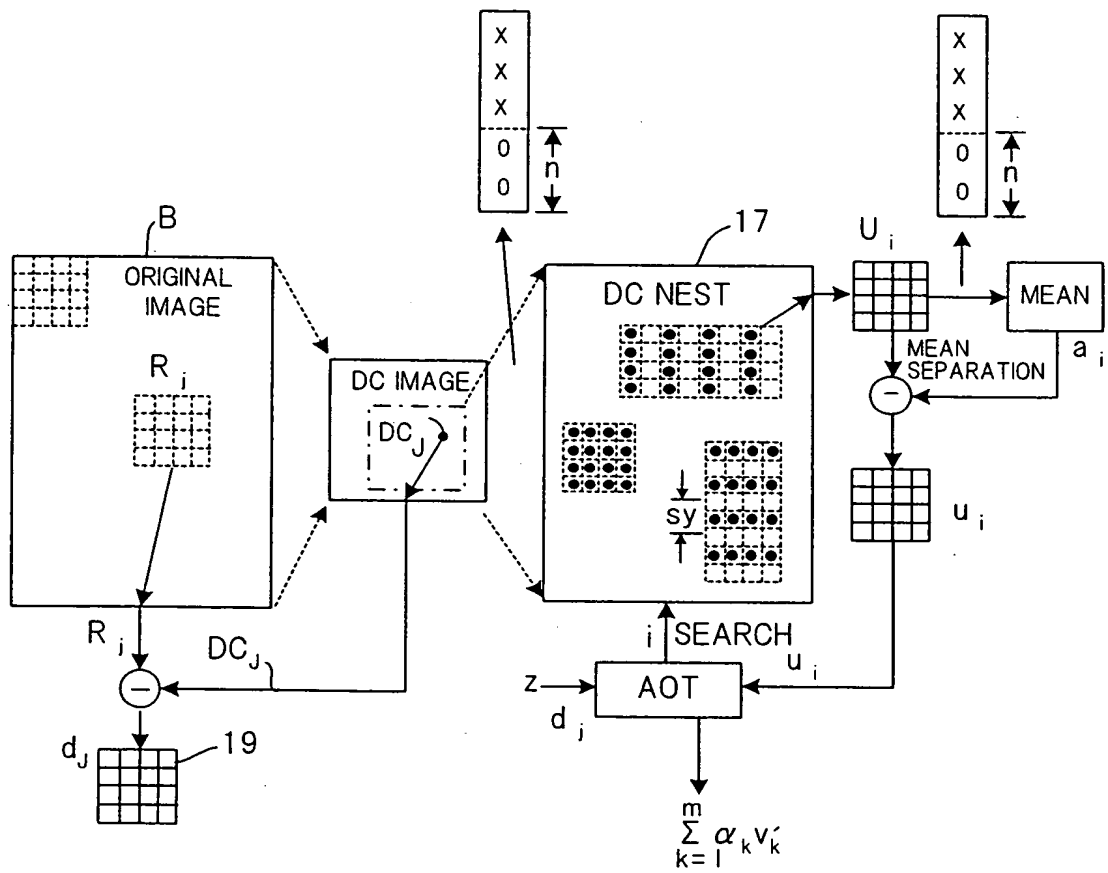 X
X
X
0
0
n
X
X
X
0
0
n
B
ORIGINAL
IMAGE
R j
DC IMAGE
DC J
17
DC NEST
sy
U i
MEAN
a i
MEAN
SEPARATION
−
u i
R j
DC J
−
d J
19
i SEARCH
u i
z
AOT
d j
m
Σ α k v k ′
k = 1